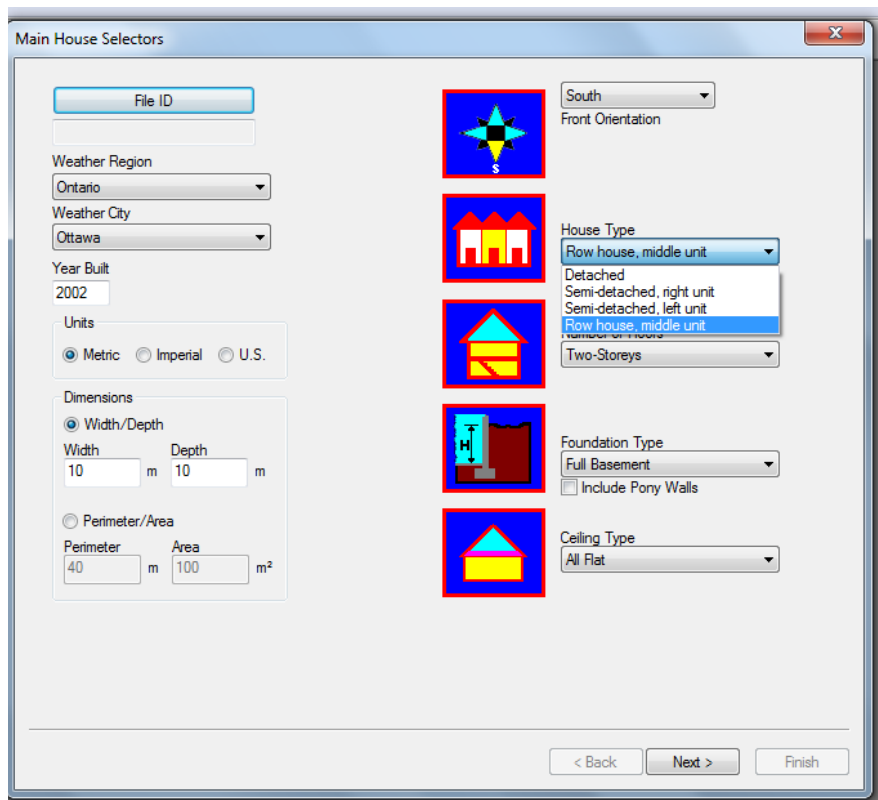 Main House Selectors
File ID
Weather Region
Ontario
Weather City
Ottawa
Year Built
2002
Units
Metric Imperial U.S.
Dimensions
Width/Depth
Width Depth
10 m 10 m
Perimeter/Area
Perimeter Area
40 m 100 m²
S
South
Front Orientation
House Type
Row house, middle unit
Detached
Semi-detached, right unit
Semi-detached, left unit
Row house, middle unit
Number of Floors
Two-Storeys
H
Foundation Type
Full Basement
Include Pony Walls
Ceiling Type
All Flat
< Back Next > Finish